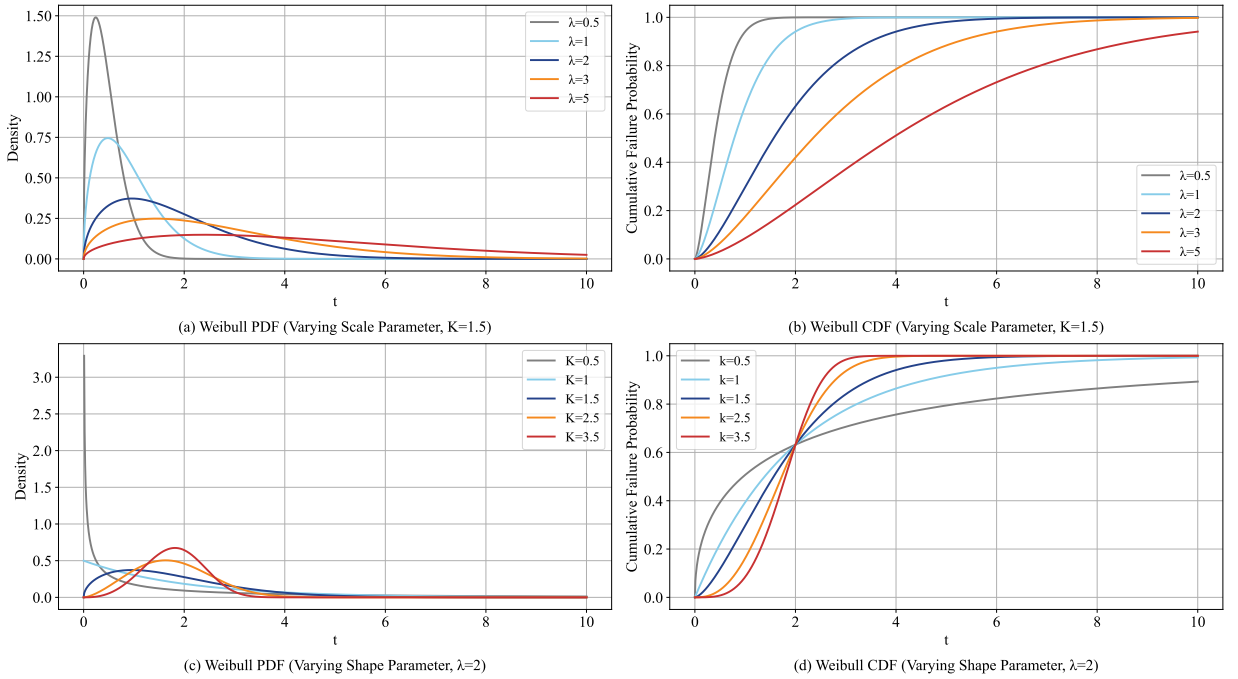 1.50
1.25
1.00
0.75
0.50
0.25
0.00
Density
0
2
4
6
8
10
t
λ=0.5
λ=1
λ=2
λ=3
λ=5
(a) Weibull PDF (Varying Scale Parameter, K=1.5)
1.0
0.8
0.6
0.4
0.2
0.0
Cumulative Failure Probability
0
2
4
6
8
10
t
λ=0.5
λ=1
λ=2
λ=3
λ=5
(b) Weibull CDF (Varying Scale Parameter, K=1.5)
3.0
2.5
2.0
1.5
1.0
0.5
0.0
Density
0
2
4
6
8
10
t
K=0.5
K=1
K=1.5
K=2.5
K=3.5
(c) Weibull PDF (Varying Shape Parameter, λ=2)
1.0
0.8
0.6
0.4
0.2
0.0
Cumulative Failure Probability
0
2
4
6
8
10
t
k=0.5
k=1
k=1.5
k=2.5
k=3.5
(d) Weibull CDF (Varying Shape Parameter, λ=2)